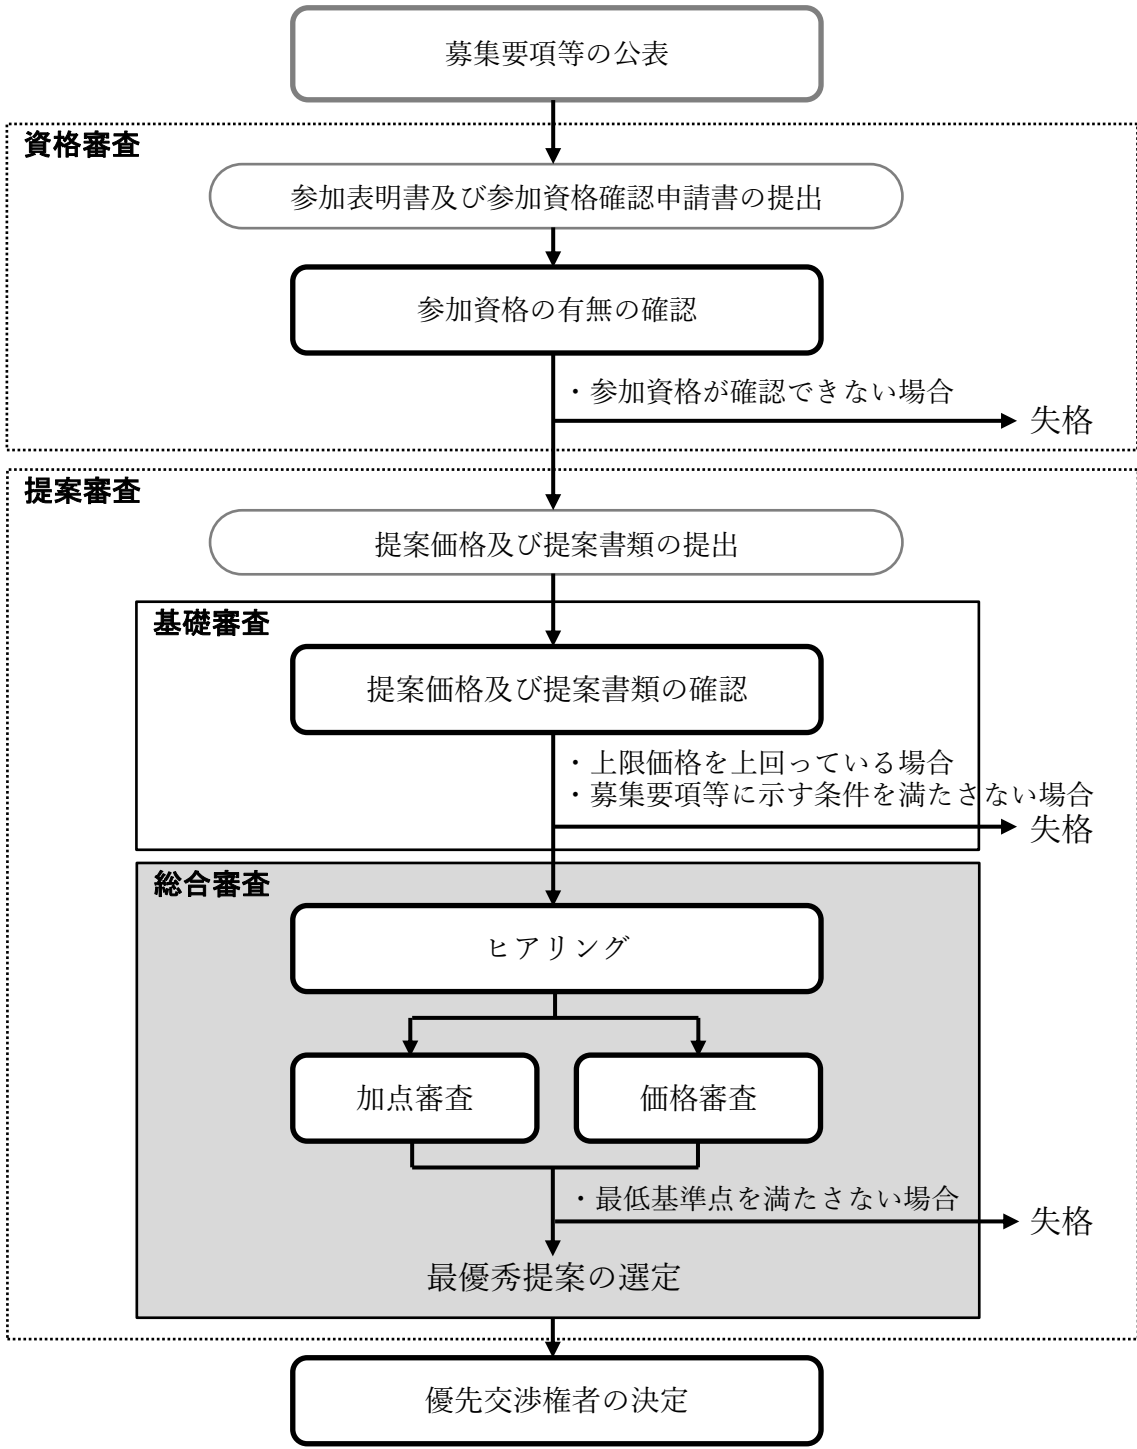 募集要項等の公表
資格審査
参加表明書及び参加資格確認申請書の提出
参加資格の有無の確認
・参加資格が確認できない場合
失格
提案審査
提案価格及び提案書類の提出
基礎審査
提案価格及び提案書類の確認
・上限価格を上回っている場合
・募集要項等に示す条件を満たさない場合
失格
総合審査
ヒアリング
加点審査
価格審査
・最低基準点を満たさない場合
失格
最優秀提案の選定
優先交渉権者の決定